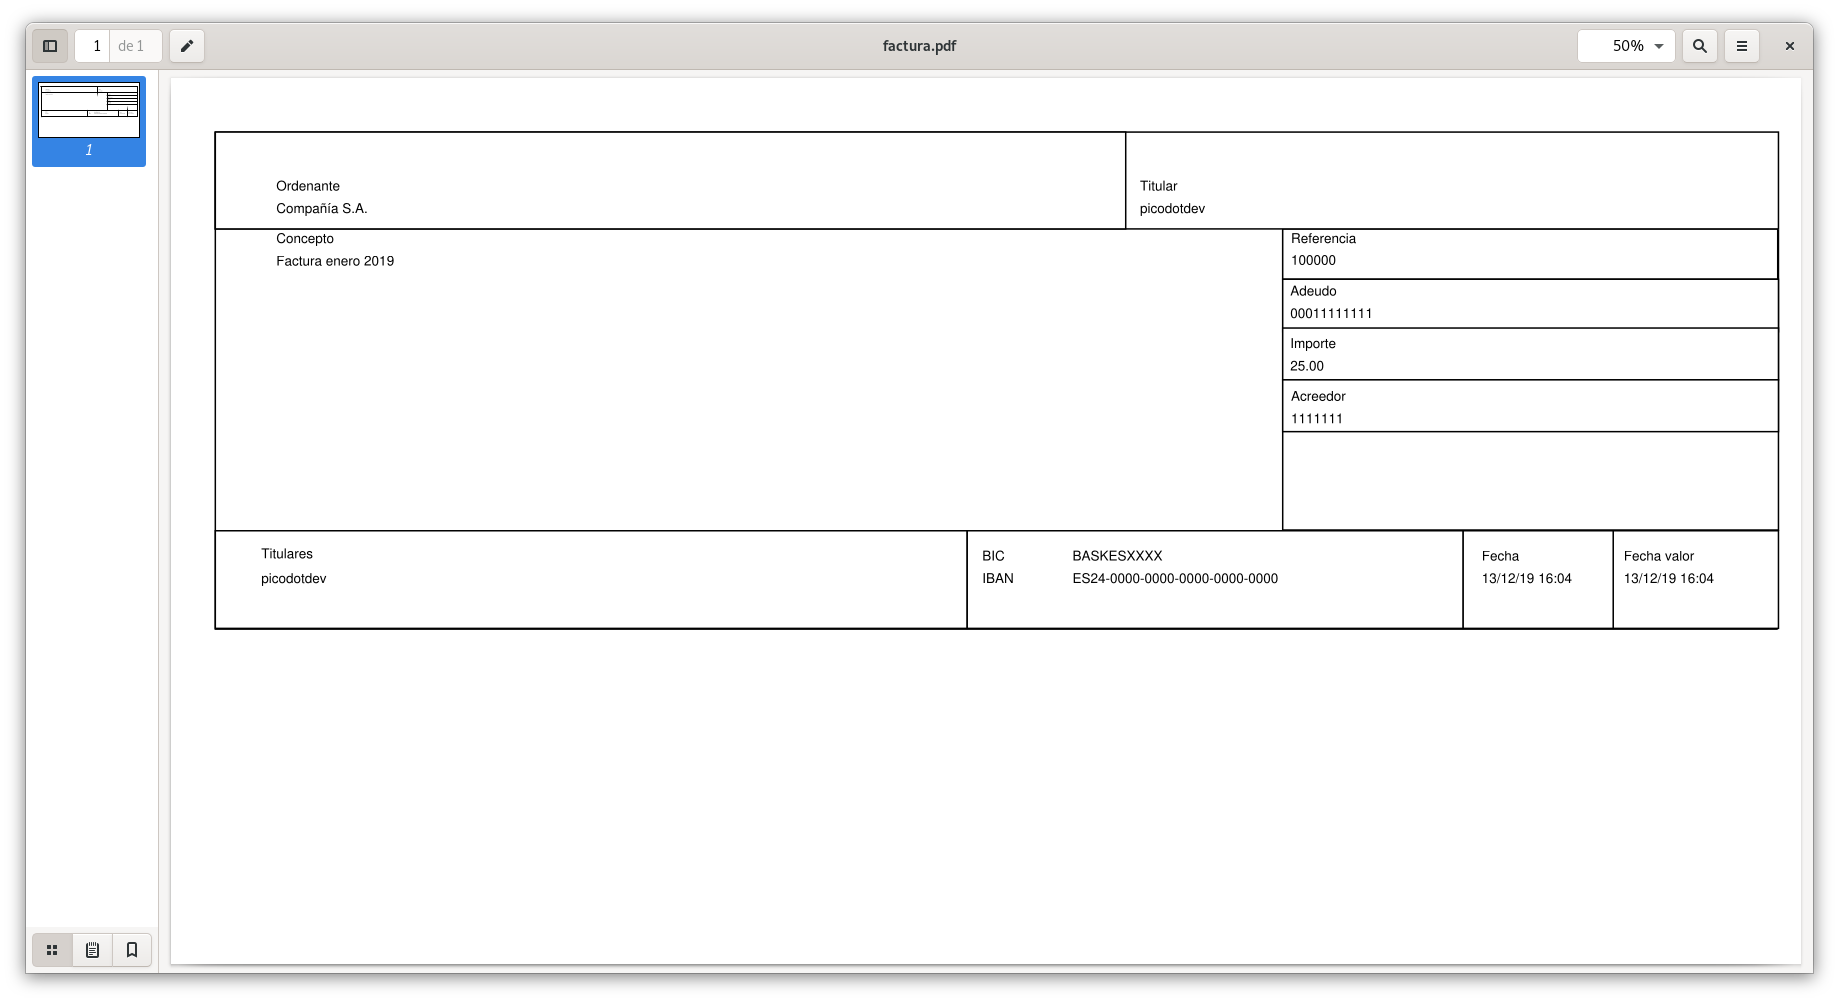 1 de 1
factura.pdf
50%
1
Ordenante
Compañía S.A.
Titular
picodotdev
Concepto
Factura enero 2019
Referencia
100000
Adeudo
00011111111
Importe
25.00
Acreedor
1111111
Titulares
picodotdev
BIC BASKESXXXX
IBAN ES24-0000-0000-0000-0000-0000
Fecha
13/12/19 16:04
Fecha valor
13/12/19 16:04